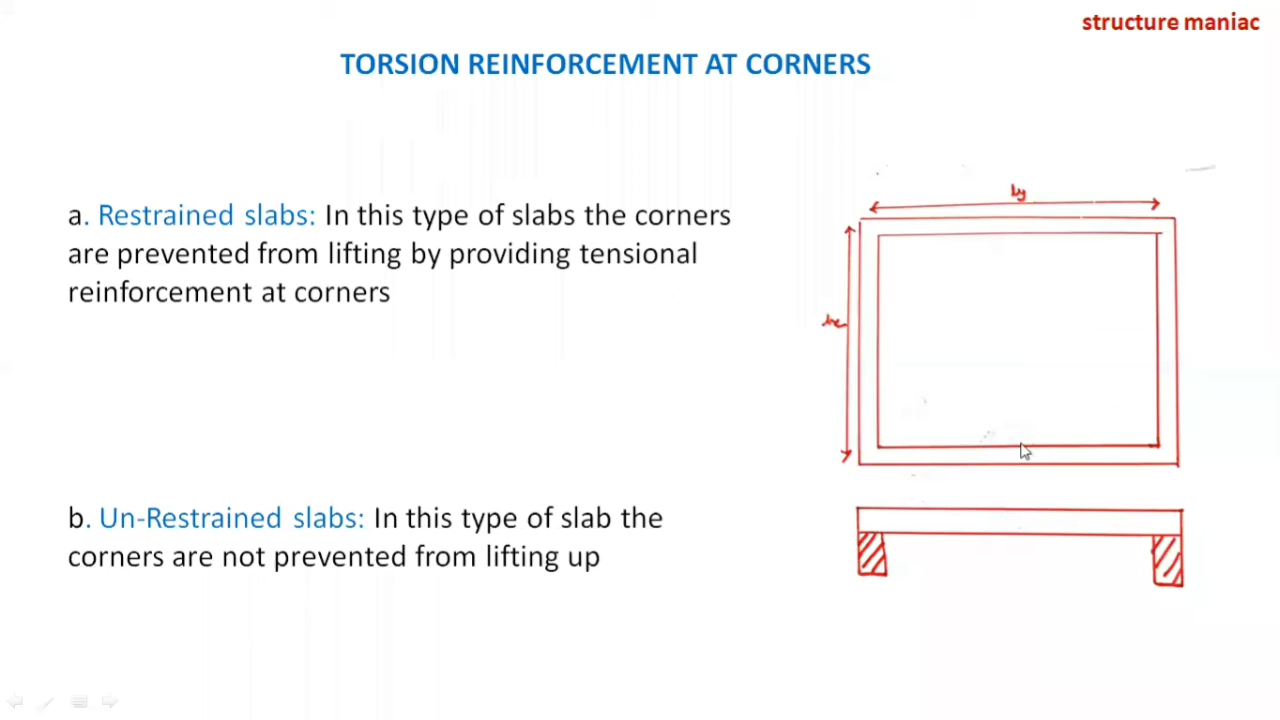 structure maniac
TORSION REINFORCEMENT AT CORNERS
a. Restrained slabs: In this type of slabs the corners
are prevented from lifting by providing tensional
reinforcement at corners
ly
b. Un-Restrained slabs: In this type of slab the
corners are not prevented from lifting up